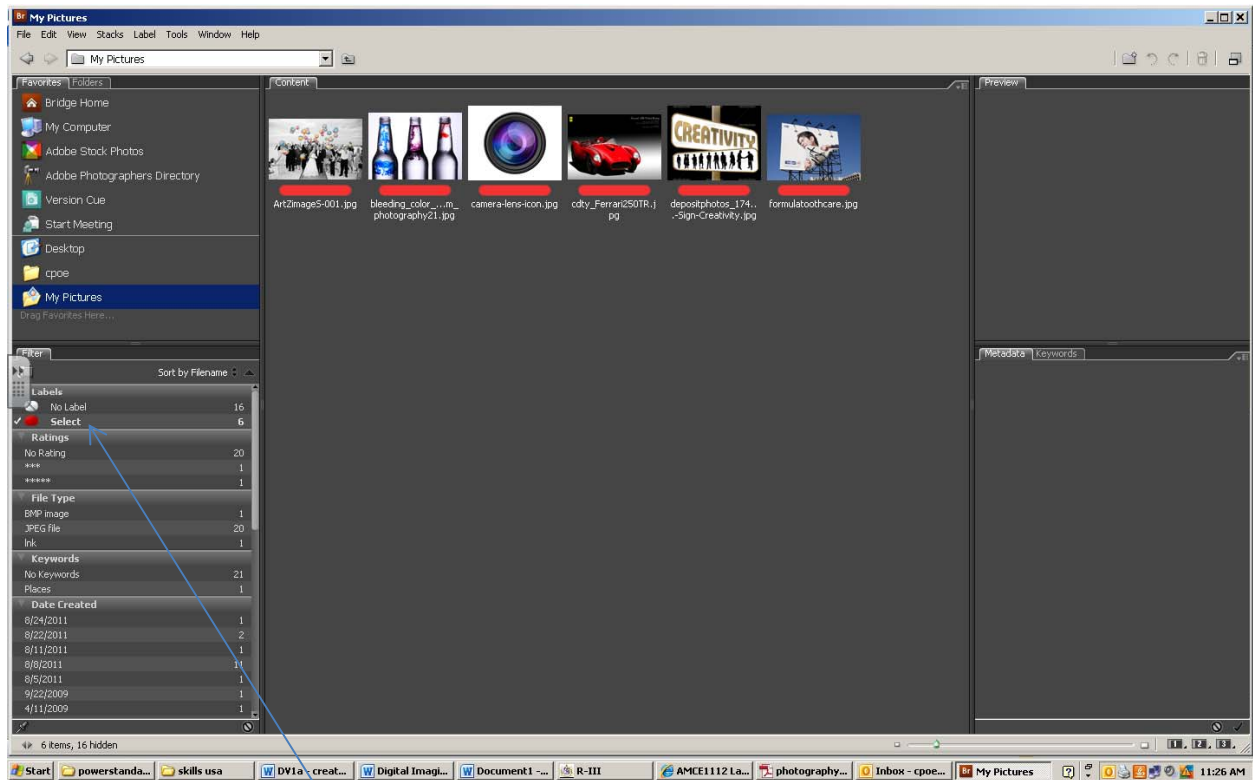 Br My Pictures
File Edit View Stacks Label Tools Window Help
My Pictures
Favorites Folders
Bridge Home
My Computer
Adobe Stock Photos
Adobe Photographers Directory
Version Cue
Start Meeting
Desktop
cpoe
My Pictures
Drag Favorites Here...
Filter
Sort by Filename
Labels
No Label 16
Select 6
Ratings
No Rating 20
*** 1
***** 1
File Type
BMP image 1
JPEG file 20
lnk 1
Keywords
No Keywords 21
Places 1
Date Created
8/24/2011 1
8/22/2011 2
8/11/2011 1
8/8/2011 11
8/5/2011 1
9/22/2009 1
4/11/2009 1
Content
CREATIVITY
ArtZimageS-001.jpg bleeding_color_...m_ camera-lens-icon.jpg cdty_Ferrari250TR.j depositphotos_174.. formulatoothcare.jpg
photography21.jpg pg .-Sign-Creativity.jpg
Preview
Metadata Keywords
6 items, 16 hidden
1 2 3
Start powerstanda... skills usa DV1a - creat... Digital Imagi... Document1 -... R-III AMCE1112 La... photography... Inbox - cpoe... Br My Pictures 11:26 AM